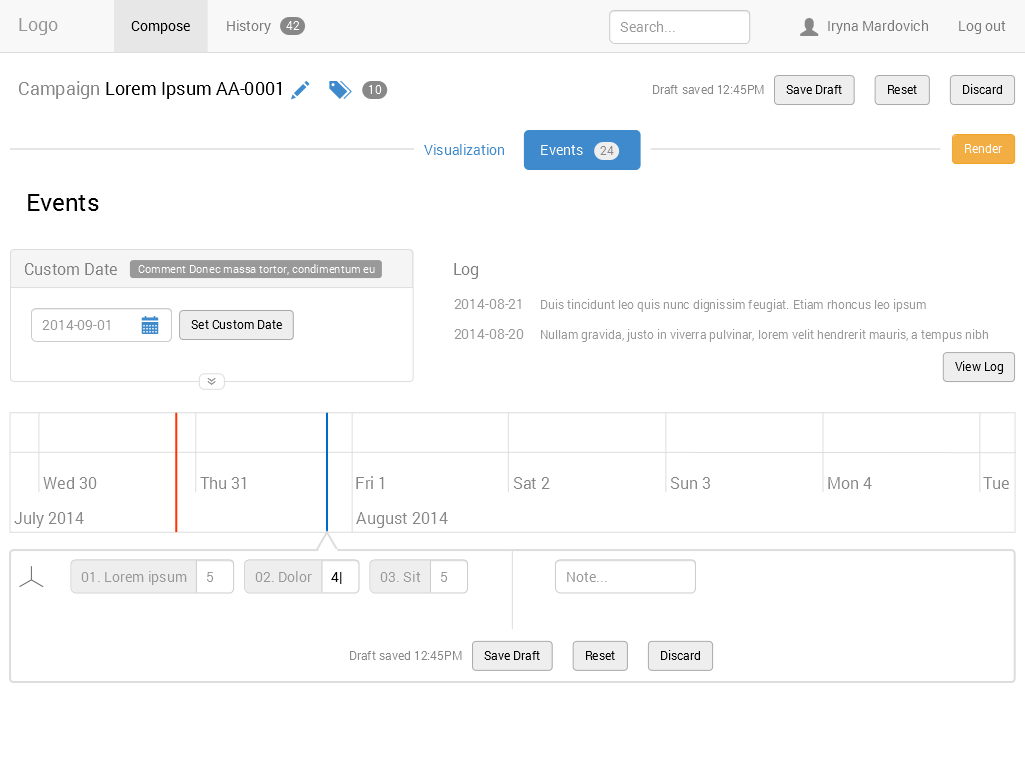 Logo Compose History 42 Search... Iryna Mardovich Log out
Campaign Lorem Ipsum AA-0001 10 Draft saved 12:45PM Save Draft Reset Discard
Visualization Events 24 Render
Events
Custom Date Comment Donec massa tortor, condimentum eu
2014-09-01 Set Custom Date
Log
2014-08-21 Duis tincidunt leo quis nunc dignissim feugiat. Etiam rhoncus leo ipsum
2014-08-20 Nullam gravida, justo in viverra pulvinar, lorem velit hendrerit mauris, a tempus nibh
View Log
Wed 30 Thu 31 Fri 1 Sat 2 Sun 3 Mon 4 Tue
July 2014 August 2014
01. Lorem ipsum 5 02. Dolor 4 03. Sit 5 Note...
Draft saved 12:45PM Save Draft Reset Discard